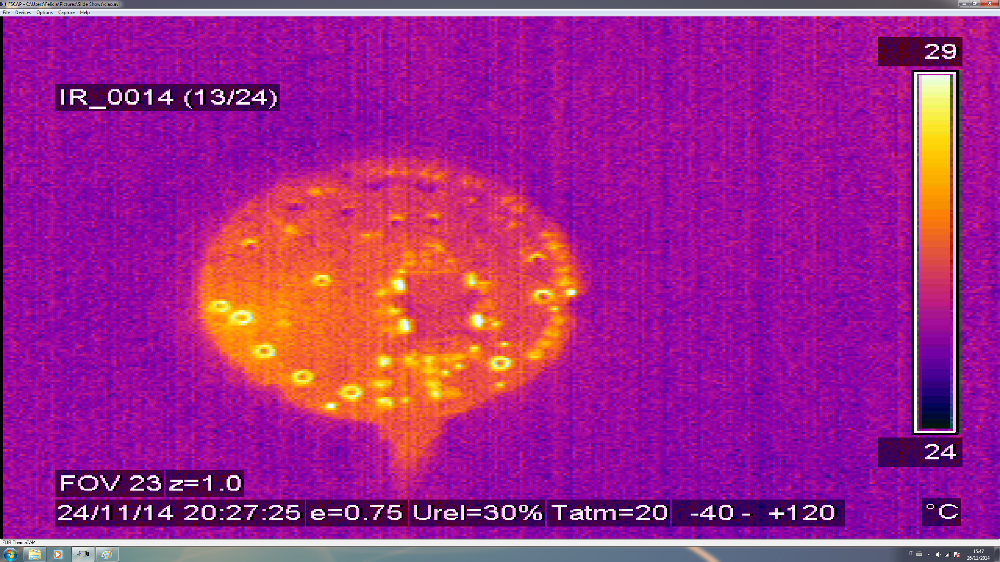 FSCAP - C:\Users\Felicia\Pictures\Slide Shows\ciao.avi
File Devices Options Capture Help
29
IR_0014 (13/24)
24
FOV 23 z=1.0
24/11/14 20:27:25 e=0.75 Urel=30% Tatm=20 -40 - +120 °C
FLIR ThermaCAM
IT 15:47
26/11/2014